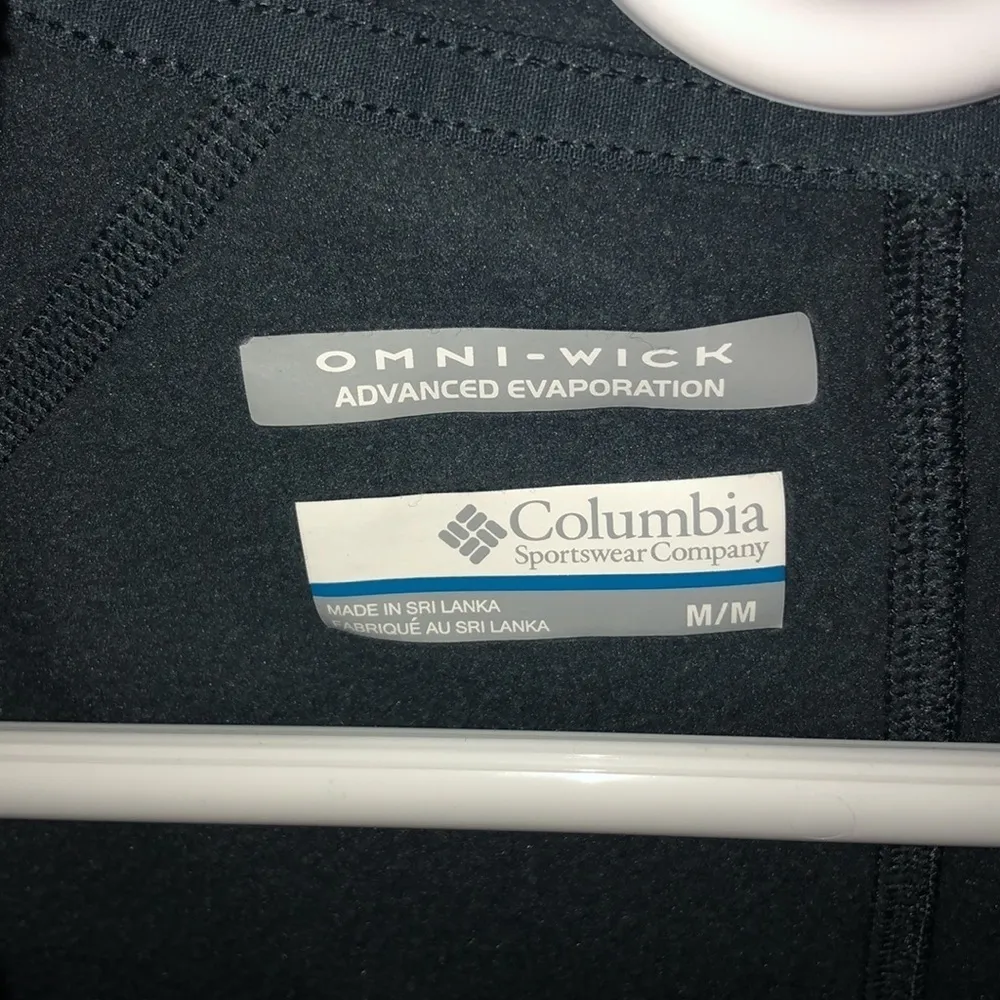 OMNI-WICK
ADVANCED EVAPORATION
Columbia
Sportswear Company
MADE IN SRI LANKA
FABRIQUÉ AU SRI LANKA
M/M